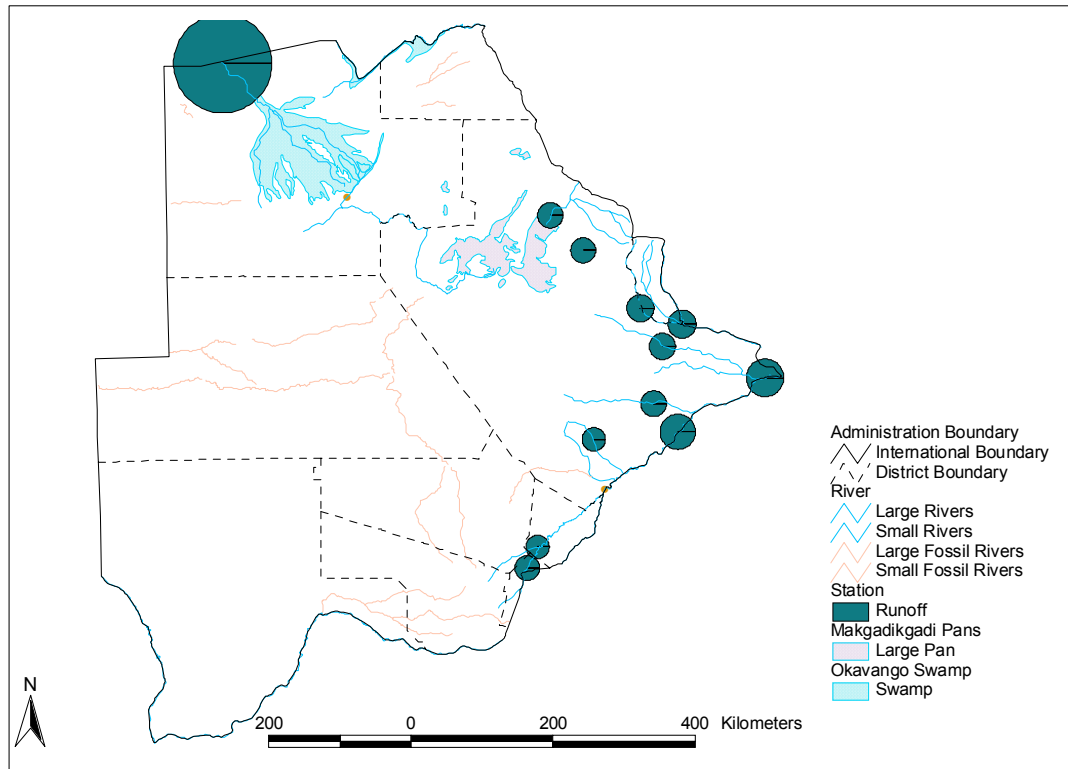 Administration Boundary
International Boundary
District Boundary
River
Large Rivers
Small Rivers
Large Fossil Rivers
Small Fossil Rivers
Station
Runoff
Makgadikgadi Pans
Large Pan
Okavango Swamp
Swamp
N
200 0 200 400 Kilometers